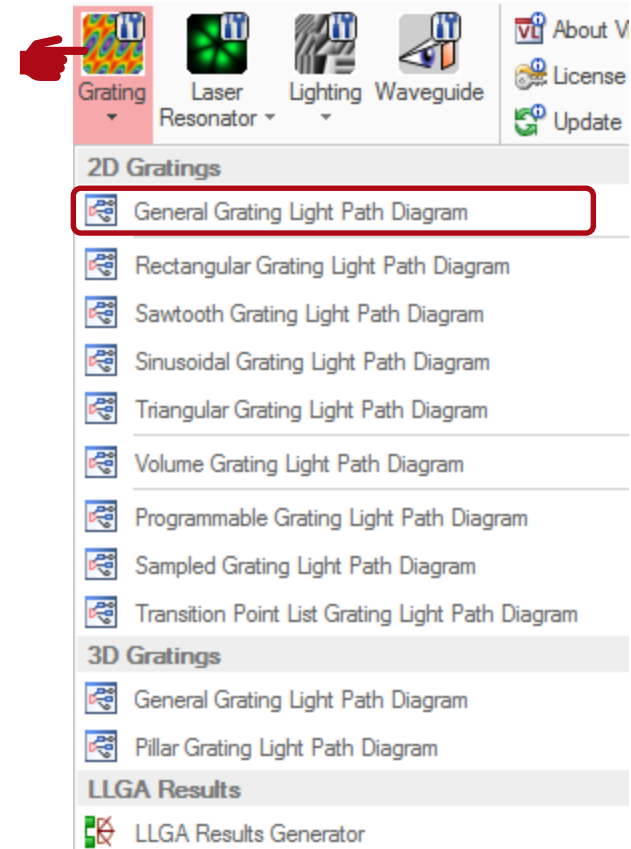 About V
License
Update
Grating
Laser
Resonator
Lighting
Waveguide
2D Gratings
General Grating Light Path Diagram
Rectangular Grating Light Path Diagram
Sawtooth Grating Light Path Diagram
Sinusoidal Grating Light Path Diagram
Triangular Grating Light Path Diagram
Volume Grating Light Path Diagram
Programmable Grating Light Path Diagram
Sampled Grating Light Path Diagram
Transition Point List Grating Light Path Diagram
3D Gratings
General Grating Light Path Diagram
Pillar Grating Light Path Diagram
LLGA Results
LLGA Results Generator